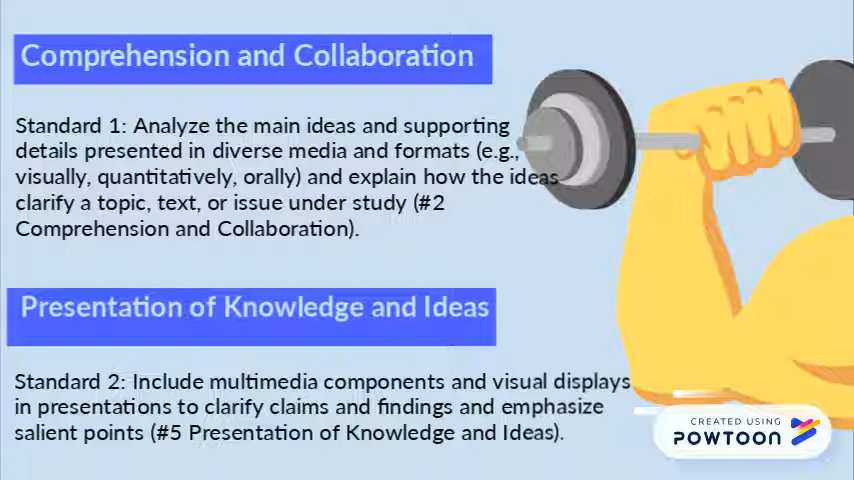 Comprehension and Collaboration
Standard 1: Analyze the main ideas and supporting
details presented in diverse media and formats (e.g.,
visually, quantitatively, orally) and explain how the ideas
clarify a topic, text, or issue under study (#2
Comprehension and Collaboration).
Presentation of Knowledge and Ideas
Standard 2: Include multimedia components and visual displays
in presentations to clarify claims and findings and emphasize
salient points (#5 Presentation of Knowledge and Ideas).
CREATED USING
POWTOON